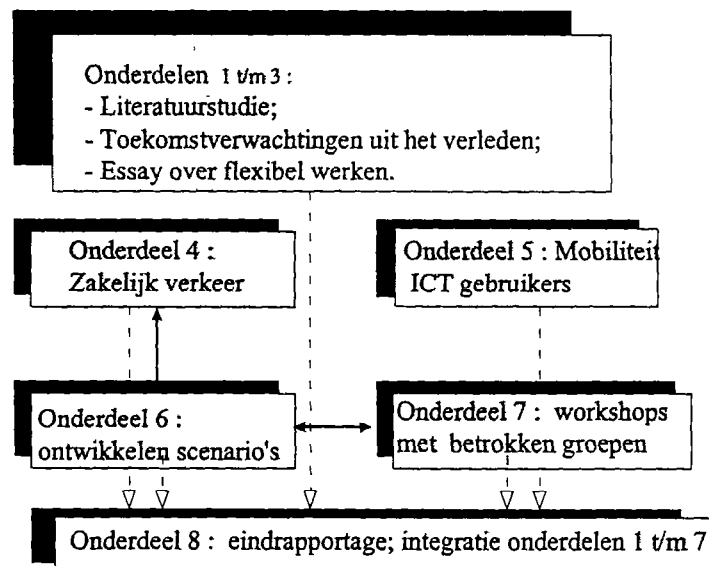 Onderdelen 1 t/m 3 :
- Literatuurstudie;
- Toekomstverwachtingen uit het verleden;
- Essay over flexibel werken.
Onderdeel 4 :
Zakelijk verkeer
Onderdeel 5 : Mobiliteit
ICT gebruikers
Onderdeel 6 :
ontwikkelen scenario's
Onderdeel 7 : workshops
met betrokken groepen
Onderdeel 8 : eindrapportage; integratie onderdelen 1 t/m 7